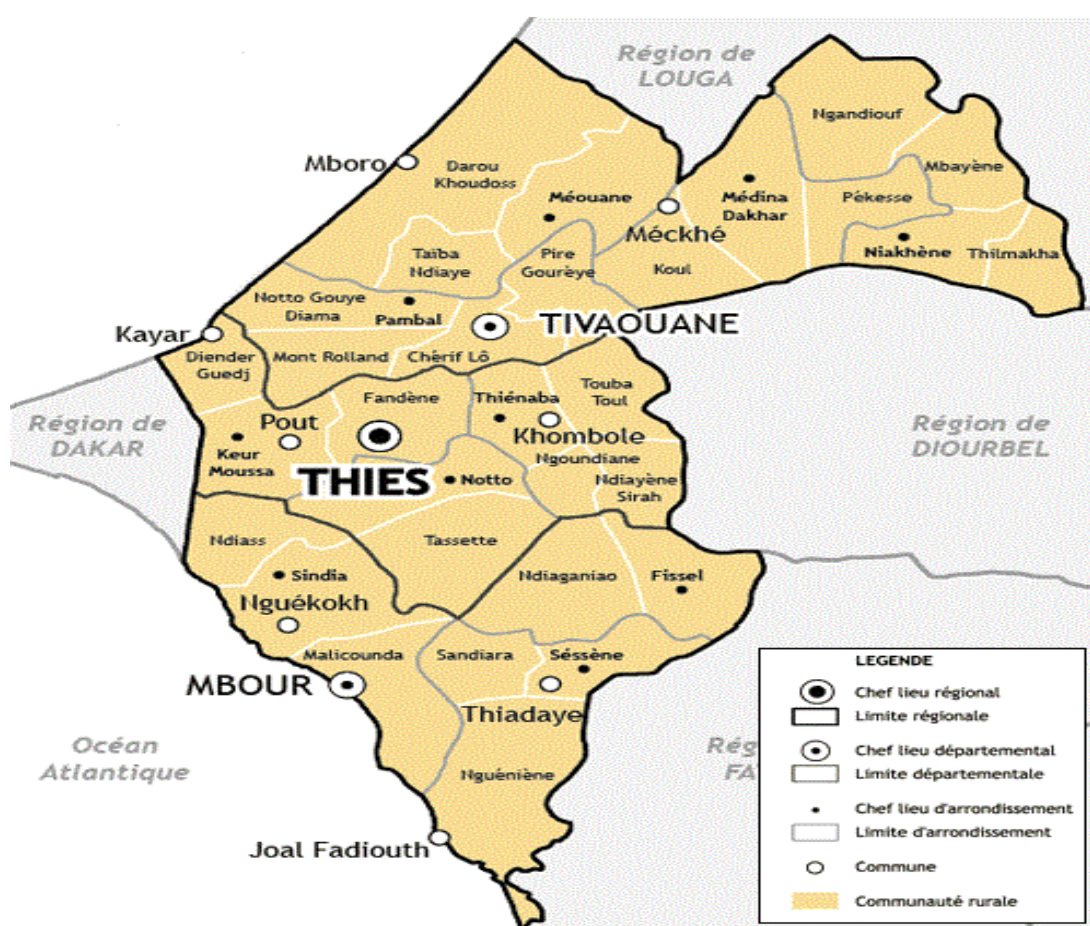 Région de
LOUGA
Ngandiouf
Mboro
Darou
Khoudoss
Mbayène
Méouane
Médina
Dakhar
Pékesse
Méckhé
Taïba
Ndiaye
Pire
Gourèye
Koul
Niakhène
Thilmakha
Notto Gouye
Diama
Pambal
TIVAOUANE
Kayar
Diender
Guedj
Mont Rolland
Chérif Lô
Fandène
Thiénaba
Touba
Toul
Région de
DAKAR
Pout
Khombole
Région de
DIOURBEL
Keur
Moussa
THIES
Notto
Ngoundiane
Ndiayène
Sirah
Ndiass
Tassette
Sindia
Ndiaganiao
Fissel
Nguékokh
Malicounda
Sandiara
Séssène
MBOUR
Thiadaye
Océan
Atlantique
Nguéniène
Joal Fadiouth
LEGENDE
Chef lieu régional
Limite régionale
Chef lieu départemental
Limite départementale
Chef lieu d'arrondissement
Limite d'arrondissement
Commune
Communauté rurale